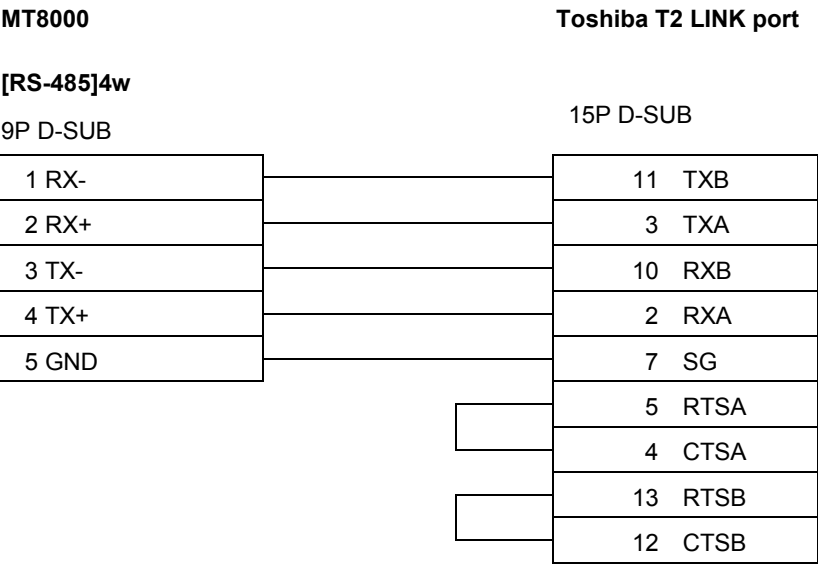 MT8000 Toshiba T2 LINK port
[RS-485]4w
9P D-SUB 15P D-SUB
1 RX- 11 TXB
2 RX+ 3 TXA
3 TX- 10 RXB
4 TX+ 2 RXA
5 GND 7 SG
5 RTSA
4 CTSA
13 RTSB
12 CTSB